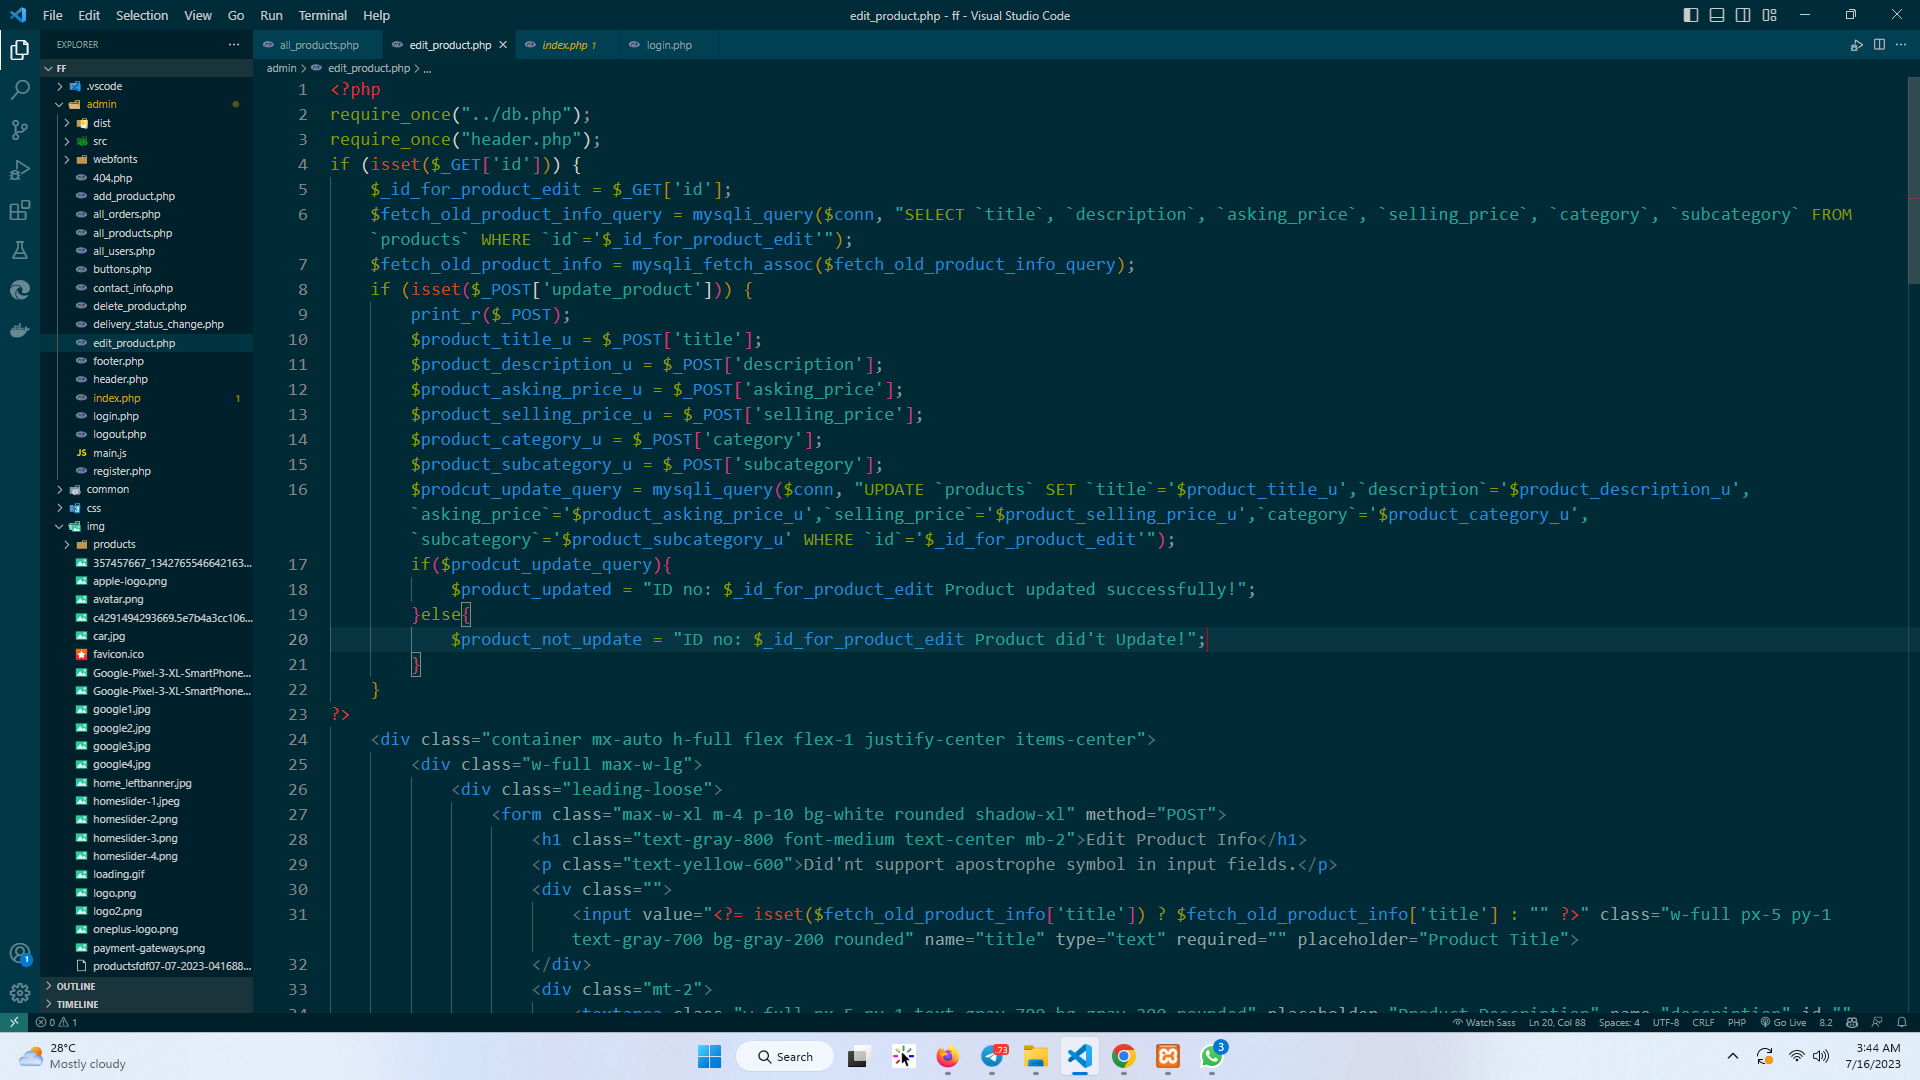 File Edit Selection View Go Run Terminal Help
edit_product.php - ff - Visual Studio Code
EXPLORER
all_products.php
edit_product.php
index.php 1
login.php
FF
admin > edit_product.php > ...
.vscode
admin
dist
src
webfonts
404.php
add_product.php
all_orders.php
all_products.php
all_users.php
buttons.php
contact_info.php
delete_product.php
delivery_status_change.php
edit_product.php
footer.php
header.php
index.php 1
login.php
logout.php
JS main.js
register.php
common
css
img
products
357457667_1342765546642163...
apple-logo.png
avatar.png
c4291494293669.5e7b4a3cc106...
car.jpg
favicon.ico
Google-Pixel-3-XL-SmartPhone...
Google-Pixel-3-XL-SmartPhone...
google1.jpg
google2.jpg
google3.jpg
google4.jpg
home_leftbanner.jpg
homeslider-1.jpeg
homeslider-2.png
homeslider-3.png
homeslider-4.png
loading.gif
logo.png
logo2.png
oneplus-logo.png
payment-gateways.png
productsfdf07-07-2023-041688...
OUTLINE
TIMELINE
1 <?php
2 require_once("../db.php");
3 require_once("header.php");
4 if (isset($_GET['id'])) {
5 $_id_for_product_edit = $_GET['id'];
6 $fetch_old_product_info_query = mysqli_query($conn, "SELECT `title`, `description`, `asking_price`, `selling_price`, `category`, `subcategory` FROM
`products` WHERE `id`='$_id_for_product_edit'");
7 $fetch_old_product_info = mysqli_fetch_assoc($fetch_old_product_info_query);
8 if (isset($_POST['update_product'])) {
9 print_r($_POST);
10 $product_title_u = $_POST['title'];
11 $product_description_u = $_POST['description'];
12 $product_asking_price_u = $_POST['asking_price'];
13 $product_selling_price_u = $_POST['selling_price'];
14 $product_category_u = $_POST['category'];
15 $product_subcategory_u = $_POST['subcategory'];
16 $prodcut_update_query = mysqli_query($conn, "UPDATE `products` SET `title`='$product_title_u',`description`='$product_description_u',
`asking_price`='$product_asking_price_u',`selling_price`='$product_selling_price_u',`category`='$product_category_u',
`subcategory`='$product_subcategory_u' WHERE `id`='$_id_for_product_edit'");
17 if($prodcut_update_query){
18 $product_updated = "ID no: $_id_for_product_edit Product updated successfully!";
19 }else{
20 $product_not_update = "ID no: $_id_for_product_edit Product did't Update!";
21 }
22 }
23 ?>
24 <div class="container mx-auto h-full flex flex-1 justify-center items-center">
25 <div class="w-full max-w-lg">
26 <div class="leading-loose">
27 <form class="max-w-xl m-4 p-10 bg-white rounded shadow-xl" method="POST">
28 <h1 class="text-gray-800 font-medium text-center mb-2">Edit Product Info</h1>
29 <p class="text-yellow-600">Did'nt support apostrophe symbol in input fields.</p>
30 <div class="">
31 <input value="<?= isset($fetch_old_product_info['title']) ? $fetch_old_product_info['title'] : "" ?>" class="w-full px-5 py-1
text-gray-700 bg-gray-200 rounded" name="title" type="text" required="" placeholder="Product Title">
32 </div>
33 <div class="mt-2">
0 1
Watch Sass
Ln 20, Col 88
Spaces: 4
UTF-8
CRLF
PHP
Go Live
8.2
28°C
Mostly cloudy
Search
73
3
3:44 AM
7/16/2023